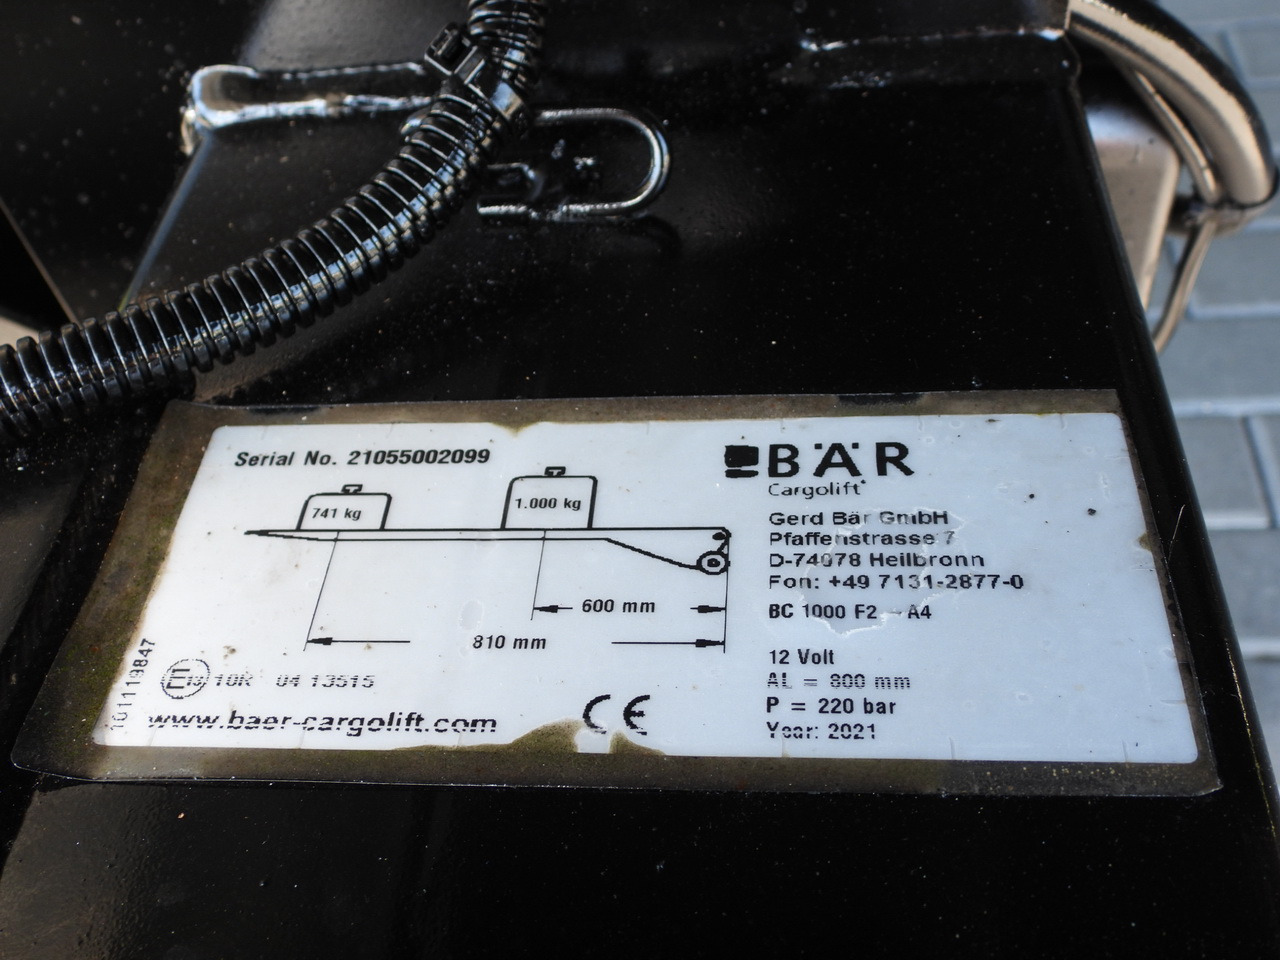 Serial No. 21055002099
741 kg
1.000 kg
600 mm
810 mm
101119847
E13 10R 04 13515
www.baer-cargolift.com
CE
BÄR
Cargolift
Gerd Bär GmbH
Pfaffenstrasse 7
D-74078 Heilbronn
Fon: +49 7131-2877-0
BC 1000 F2 - A4
12 Volt
AL = 800 mm
P = 220 bar
Year: 2021